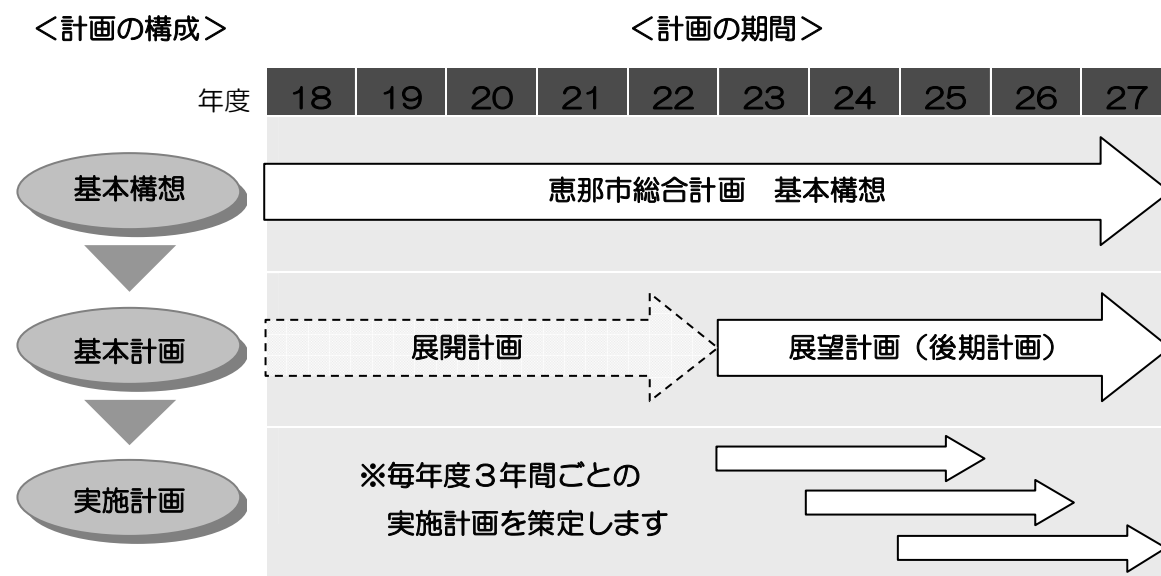 ＜計画の構成＞
＜計画の期間＞
年度 18 19 20 21 22 23 24 25 26 27
基本構想
恵那市総合計画　基本構想
基本計画
展開計画
展望計画（後期計画）
実施計画
※毎年度３年間ごとの
実施計画を策定します